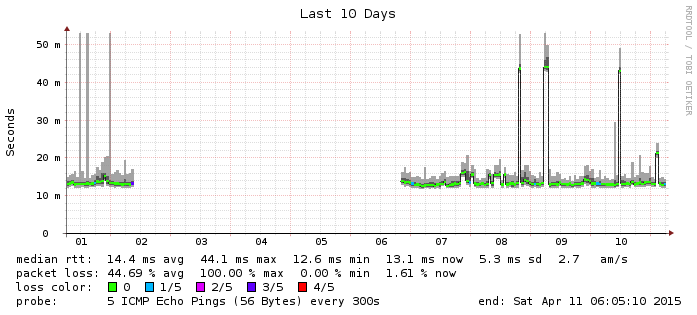 Last 10 Days
RRDTOOL / TOBI OETIKER
Seconds
50 m
40 m
30 m
20 m
10 m
0
01 02 03 04 05 06 07 08 09 10
median rtt: 14.4 ms avg 44.1 ms max 12.6 ms min 13.1 ms now 5.3 ms sd 2.7 am/s
packet loss: 44.69 % avg 100.00 % max 0.00 % min 1.61 % now
loss color: 0 1/5 2/5 3/5 4/5
probe: 5 ICMP Echo Pings (56 Bytes) every 300s end: Sat Apr 11 06:05:10 2015